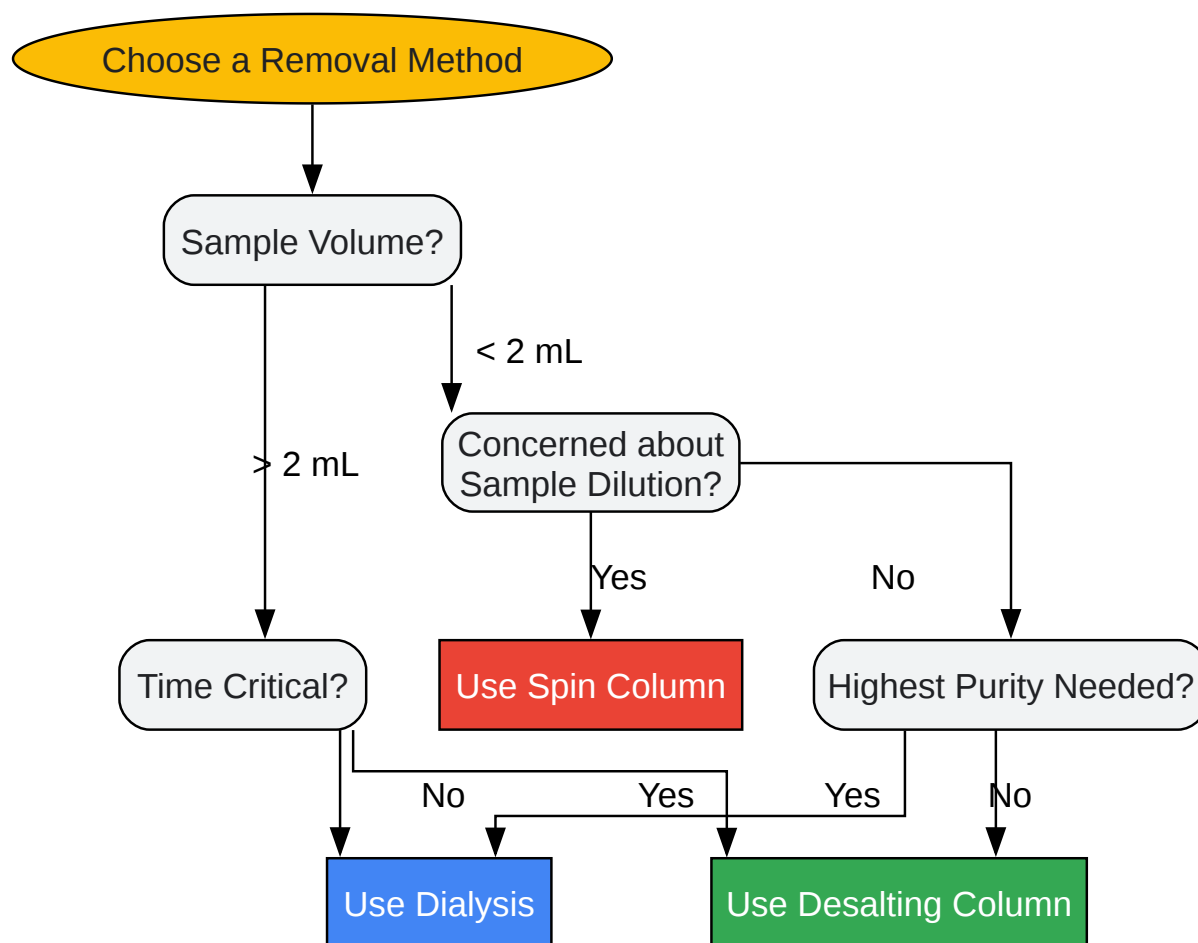 Choose a Removal Method
Sample Volume?
< 2 mL
Concerned about
Sample Dilution?
> 2 mL
Yes
No
Time Critical?
Use Spin Column
Highest Purity Needed?
No
Yes
Yes
No
Use Dialysis
Use Desalting Column